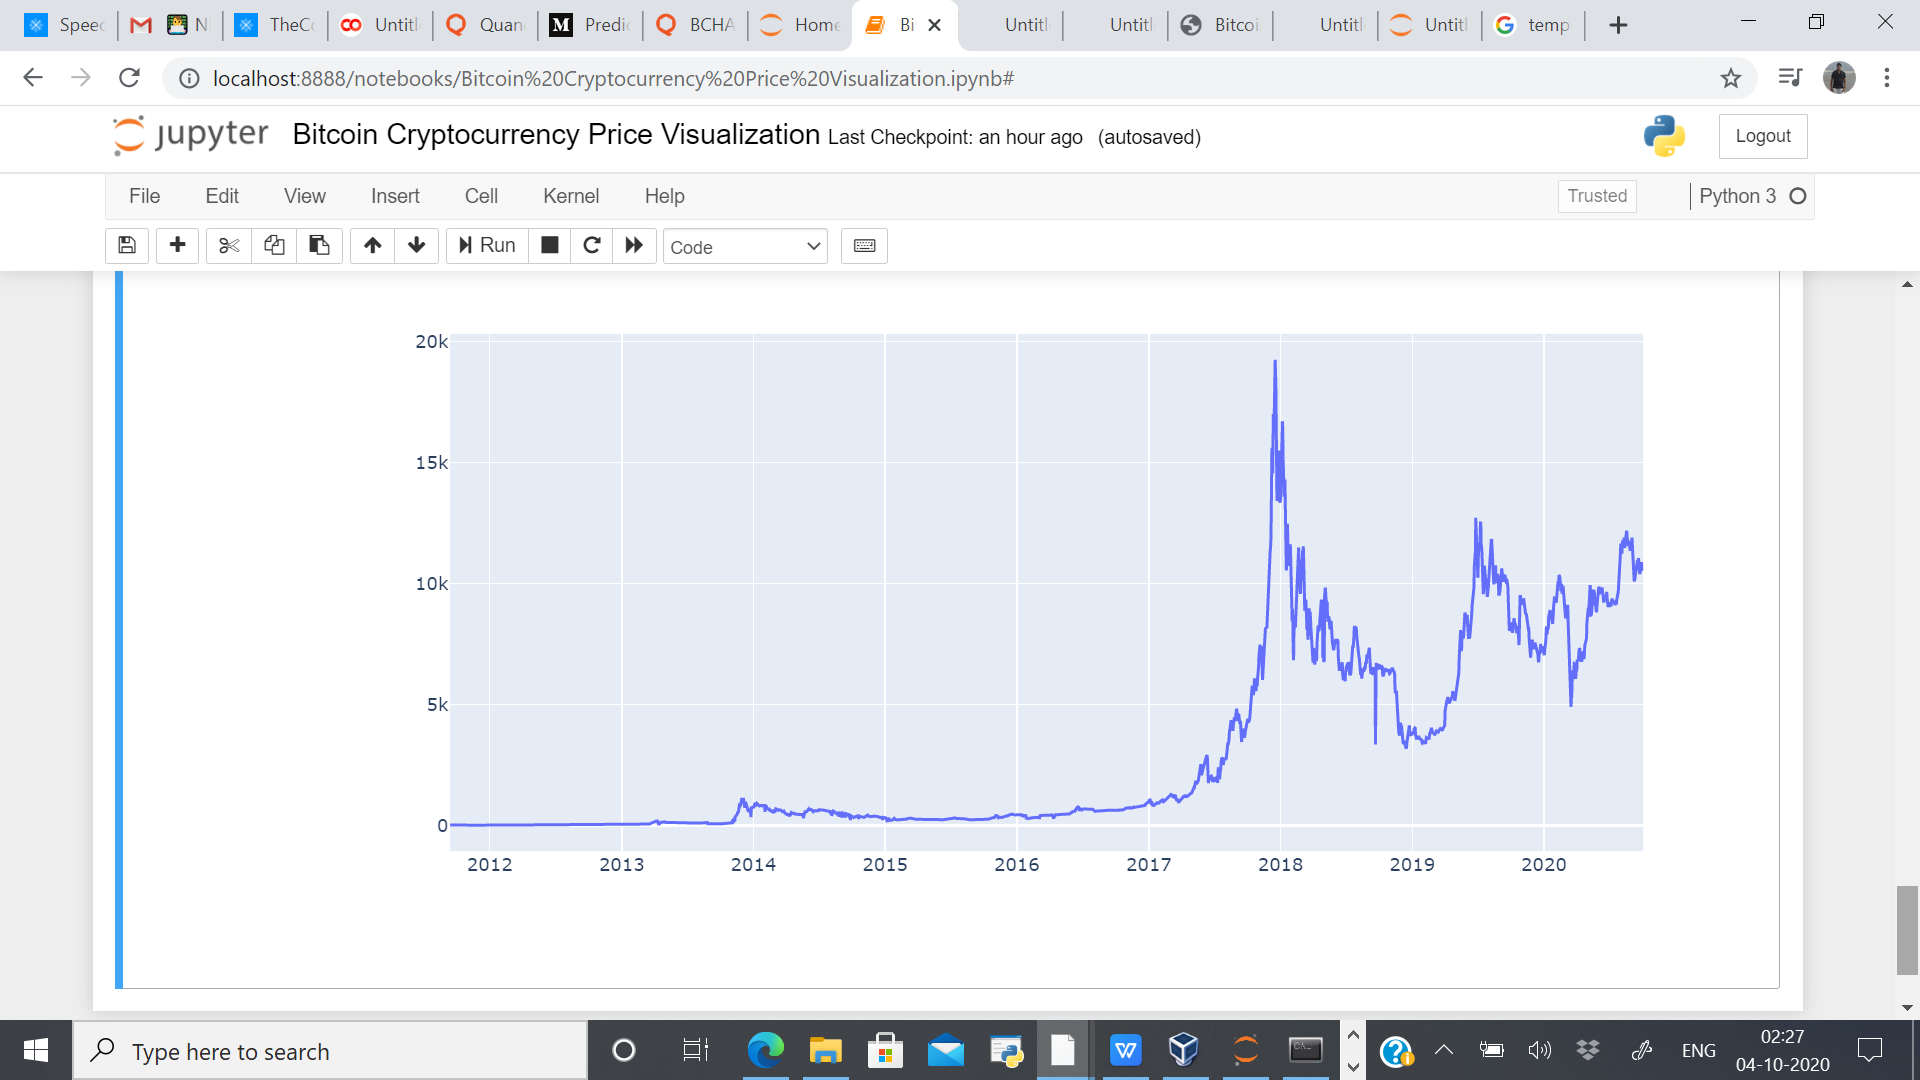 Speec N TheCo Untitl Quan Predic BCHA Home Bi Untitl Untitl Bitcoi Untitl Untitl temp
localhost:8888/notebooks/Bitcoin%20Cryptocurrency%20Price%20Visualization.ipynb#
jupyter Bitcoin Cryptocurrency Price Visualization Last Checkpoint: an hour ago (autosaved) Logout
File Edit View Insert Cell Kernel Help Trusted Python 3
Run Code
20k
15k
10k
5k
0
2012 2013 2014 2015 2016 2017 2018 2019 2020
Type here to search ENG 02:27
04-10-2020